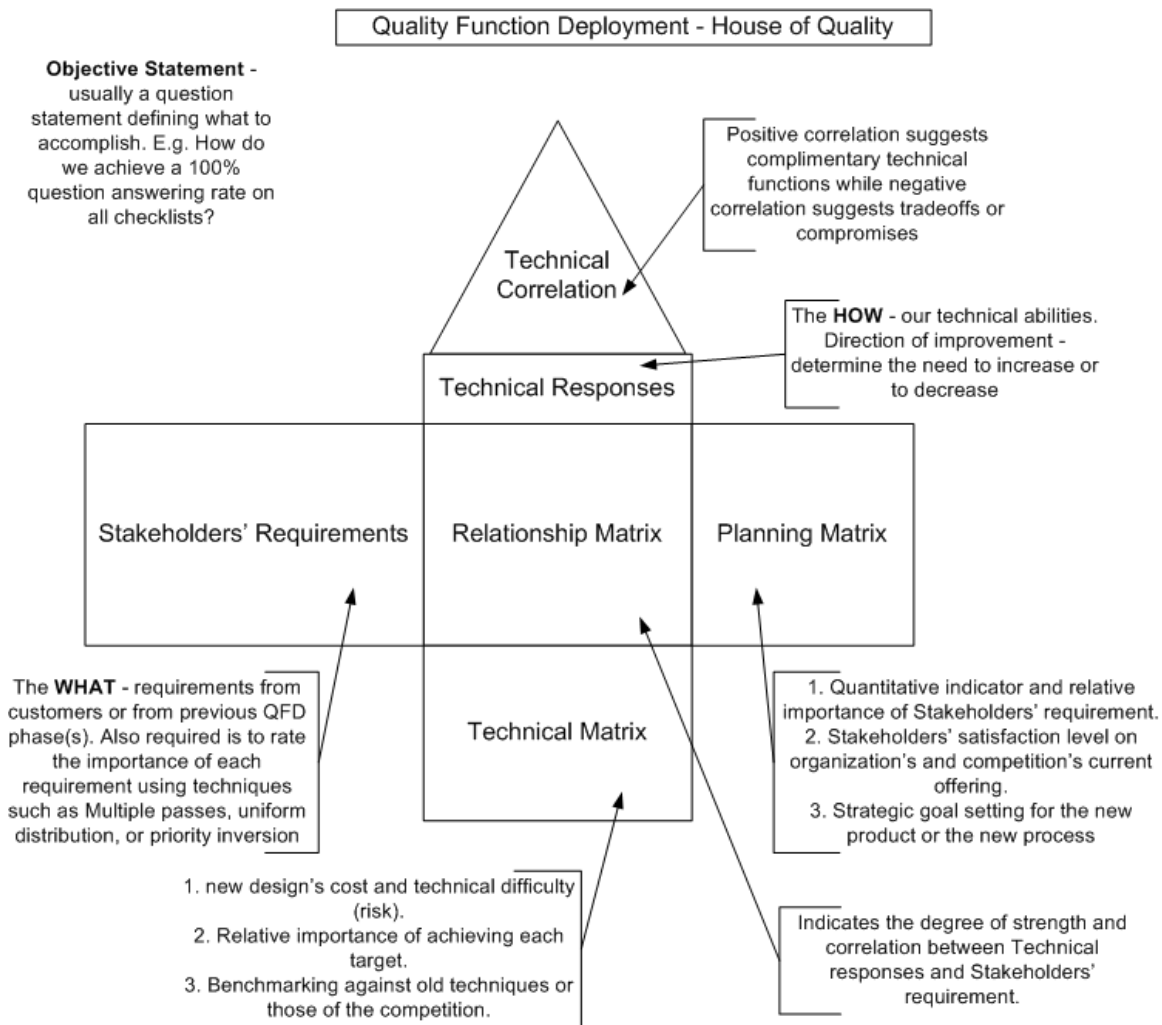 Quality Function Deployment - House of Quality
Objective Statement -
usually a question
statement defining what to
accomplish. E.g. How do
we achieve a 100%
question answering rate on
all checklists?
Positive correlation suggests
complimentary technical
functions while negative
correlation suggests tradeoffs or
compromises
Technical
Correlation
The HOW - our technical abilities.
Direction of improvement -
determine the need to increase or
to decrease
Technical Responses
Stakeholders' Requirements
Relationship Matrix
Planning Matrix
The WHAT - requirements from
customers or from previous QFD
phase(s). Also required is to rate
the importance of each
requirement using techniques
such as Multiple passes, uniform
distribution, or priority inversion
Technical Matrix
1. Quantitative indicator and relative
importance of Stakeholders' requirement.
2. Stakeholders' satisfaction level on
organization's and competition's current
offering.
3. Strategic goal setting for the new
product or the new process
1. new design's cost and technical difficulty
(risk).
2. Relative importance of achieving each
target.
3. Benchmarking against old techniques or
those of the competition.
Indicates the degree of strength and
correlation between Technical
responses and Stakeholders'
requirement.